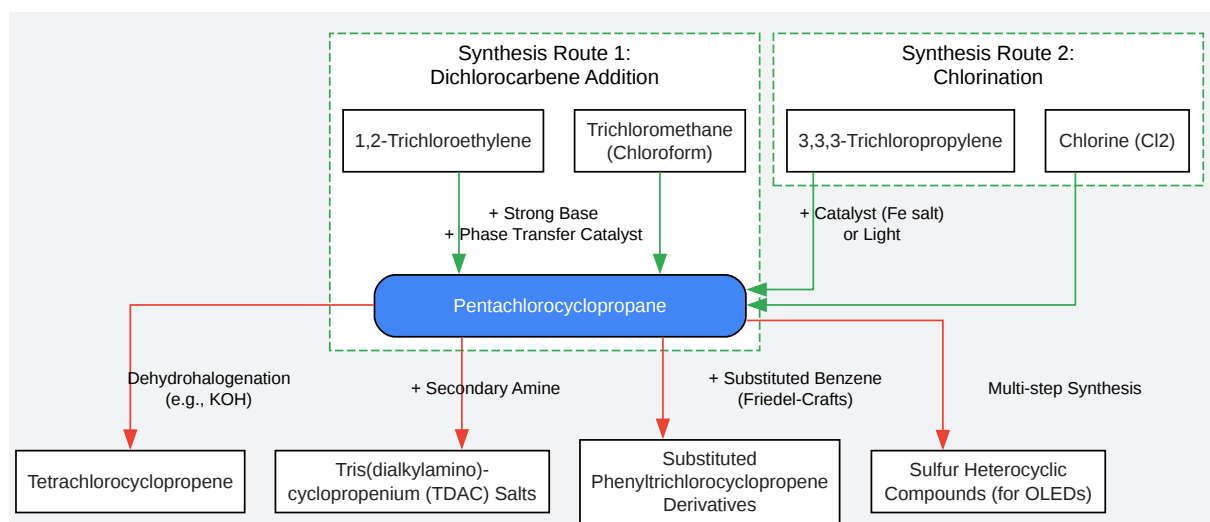 Synthesis Route 1:
Dichlorocarbene Addition
Synthesis Route 2:
Chlorination
1,2-Trichloroethylene
Trichloromethane
(Chloroform)
3,3,3-Trichloropropylene
Chlorine (Cl2)
+ Strong Base
+ Phase Transfer Catalyst
+ Catalyst (Fe salt)
or Light
Pentachlorocyclopropane
Dehydrohalogenation
(e.g., KOH)
+ Secondary Amine
+ Substituted Benzene
(Friedel-Crafts)
Multi-step Synthesis
Tetrachlorocyclopropene
Tris(dialkylamino)-
cyclopropenium (TDAC) Salts
Substituted
Phenyltrichlorocyclopropene
Derivatives
Sulfur Heterocyclic
Compounds (for OLEDs)